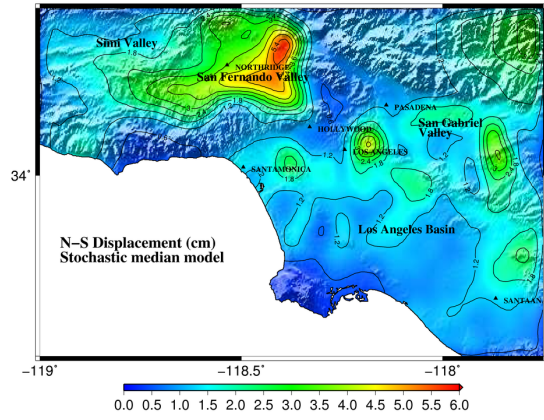 Simi Valley
NORTHRIDGE
San Fernando Valley
PASADENA
San Gabriel
Valley
HOLLYWOOD
LOS ANGELES
34°
SANTAMONICA
Los Angeles Basin
N−S Displacement (cm)
Stochastic median model
SANTAANA
−119° −118.5° −118°
0.0 0.5 1.0 1.5 2.0 2.5 3.0 3.5 4.0 4.5 5.0 5.5 6.0